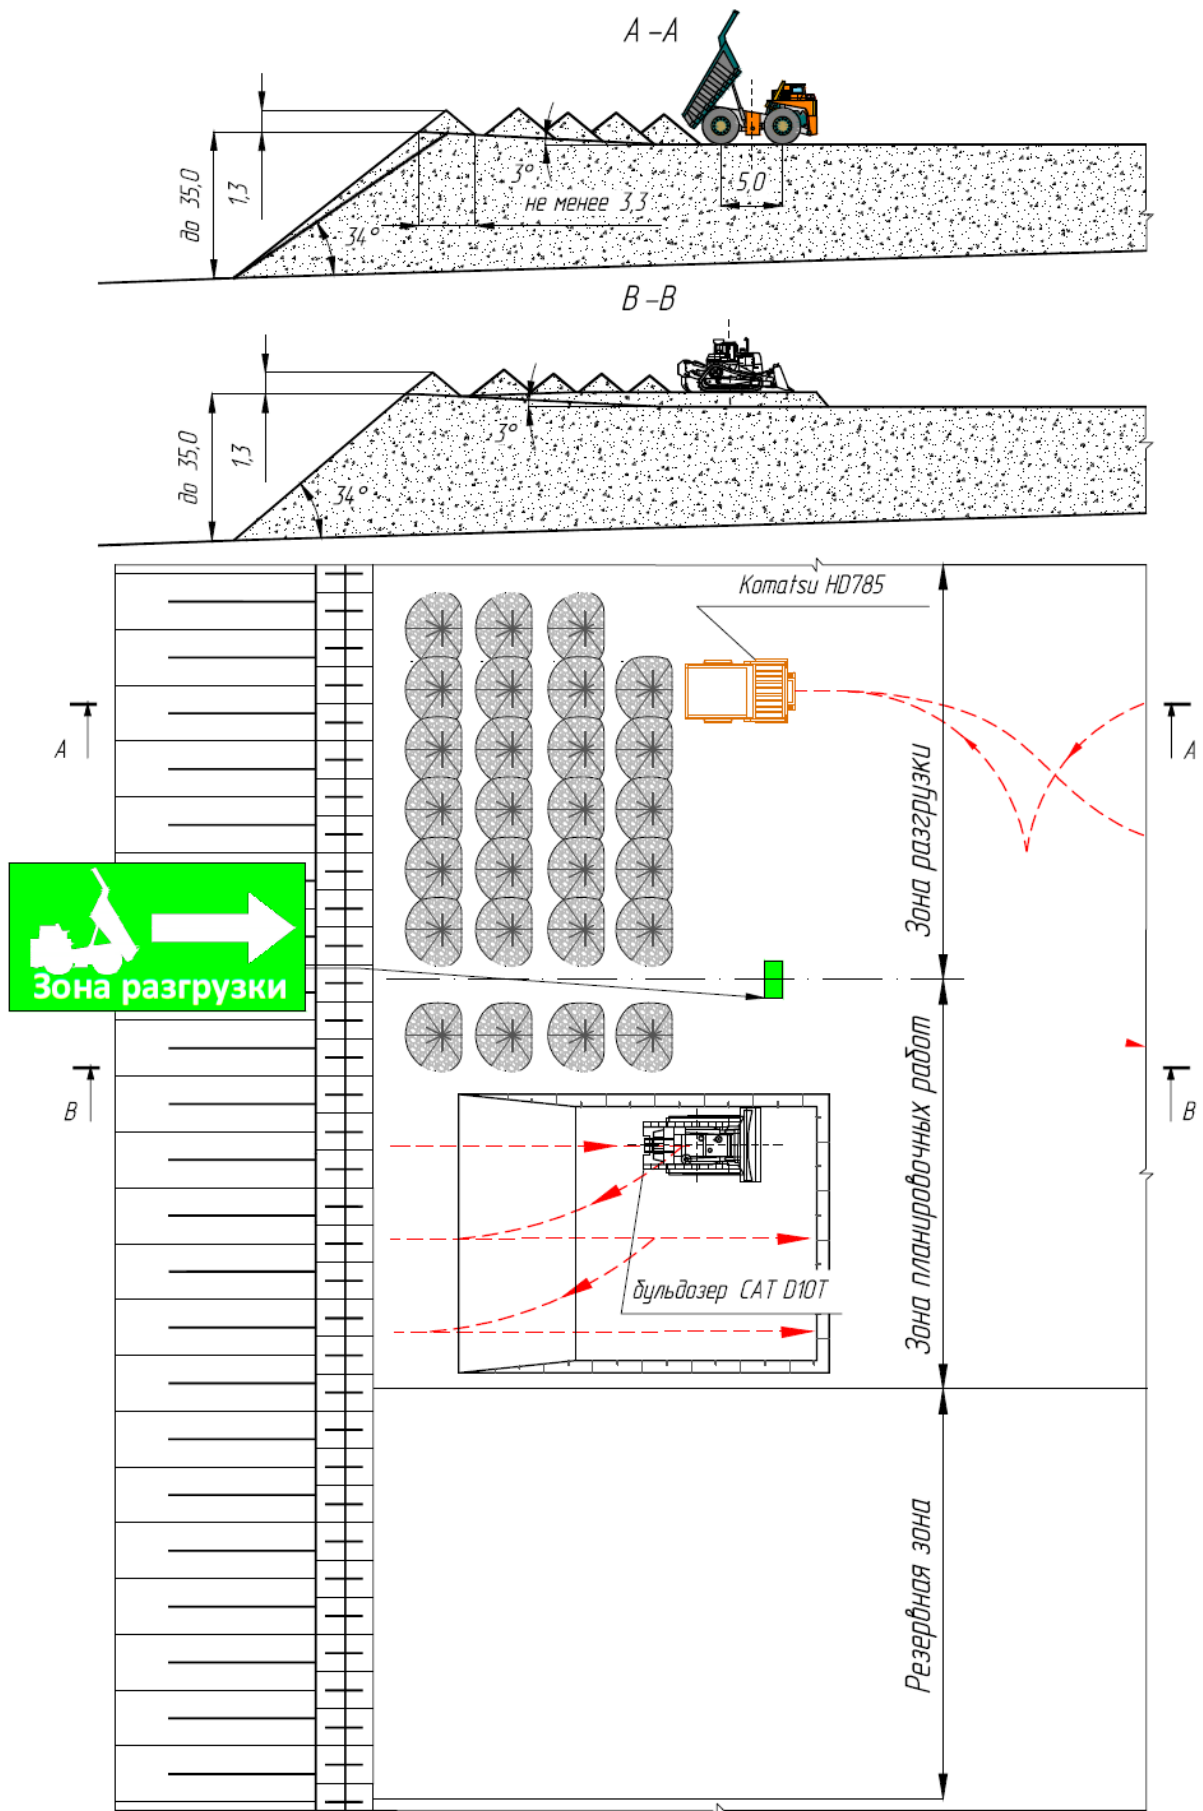 А-А
до 35,0
1,3
34°
3°
не менее 3,3
5,0
В-В
до 35,0
1,3
34°
3°
Komatsu HD785
А
А
Зона разгрузки
Зона разгрузки
В
В
Зона планировочных работ
бульдозер CAT D10T
Резервная зона